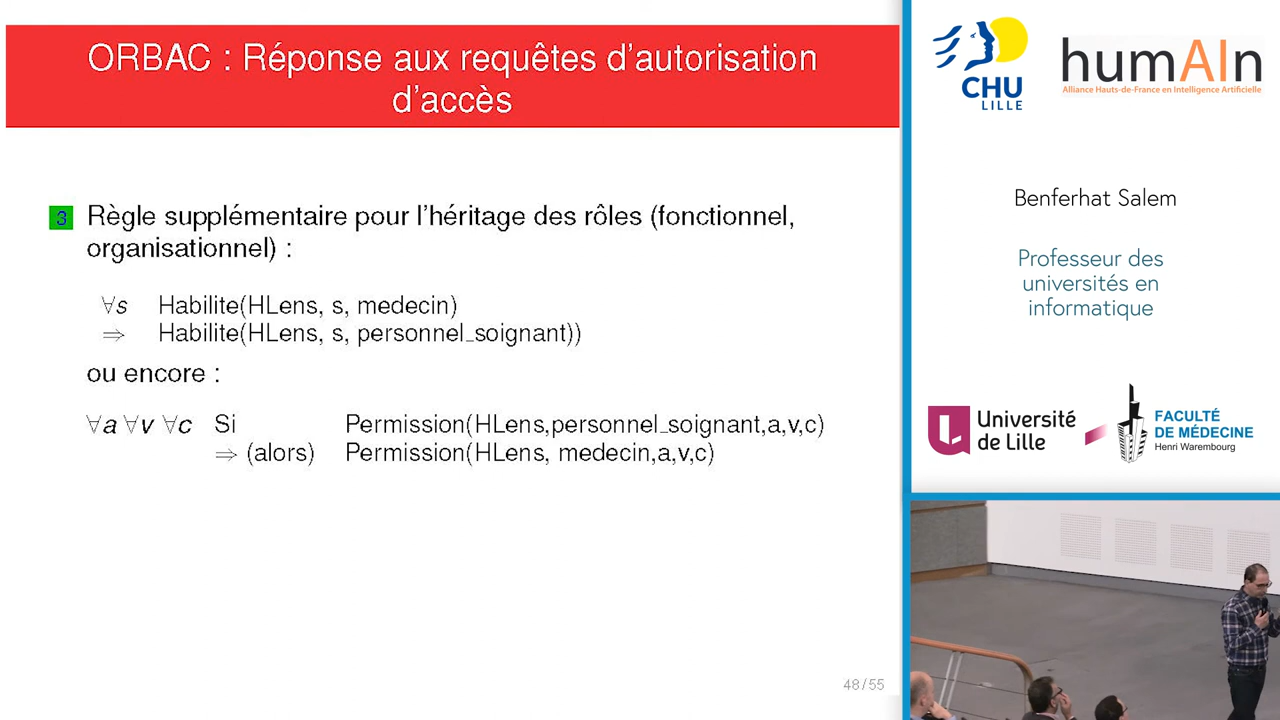 ORBAC : Réponse aux requêtes d'autorisation
d'accès
3 Règle supplémentaire pour l'héritage des rôles (fonctionnel,
organisationnel) :
∀s Habilite(HLens, s, medecin)
⇒ Habilite(HLens, s, personnel_soignant))
ou encore :
∀a ∀v ∀c Si Permission(HLens,personnel_soignant,a,v,c)
⇒ (alors) Permission(HLens, medecin,a,v,c)
48/55
CHU
LILLE
humAIn
Alliance Hauts-de-France en Intelligence Artificielle
Benferhat Salem
Professeur des
universités en
informatique
Université
de Lille
FACULTÉ
DE MÉDECINE
Henri Warembourg